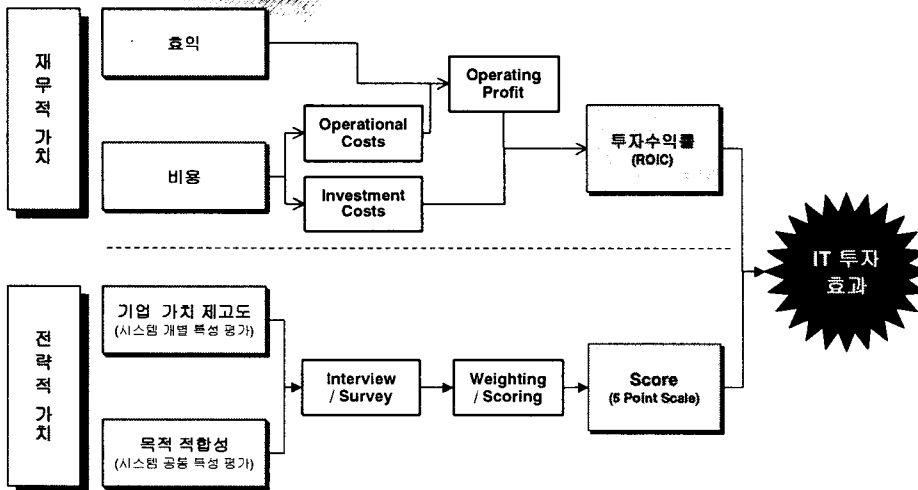 재무적 가치
효익
비용
Operational
Costs
Investment
Costs
Operating
Profit
투자수익률
(ROIC)
IT 투자
효과
전략적 가치
기업 가치 제고도
(시스템 개별 특성 평가)
목적 적합성
(시스템 공통 특성 평가)
Interview
/ Survey
Weighting
/ Scoring
Score
(5 Point Scale)